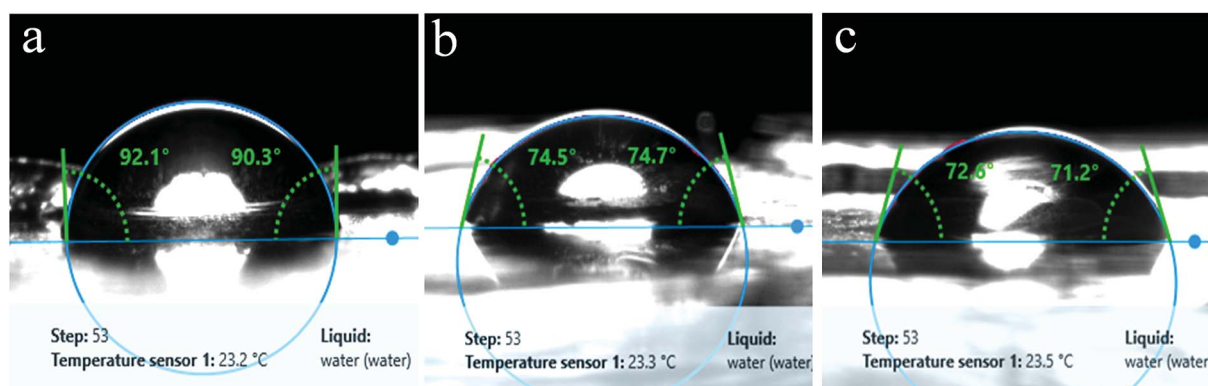 a
92.1° 90.3°
Step: 53 Liquid:
Temperature sensor 1: 23.2 °C water (water)
b
74.5° 74.7°
Step: 53 Liquid:
Temperature sensor 1: 23.3 °C water (water)
c
72.6° 71.2°
Step: 53 Liquid:
Temperature sensor 1: 23.5 °C water (water)